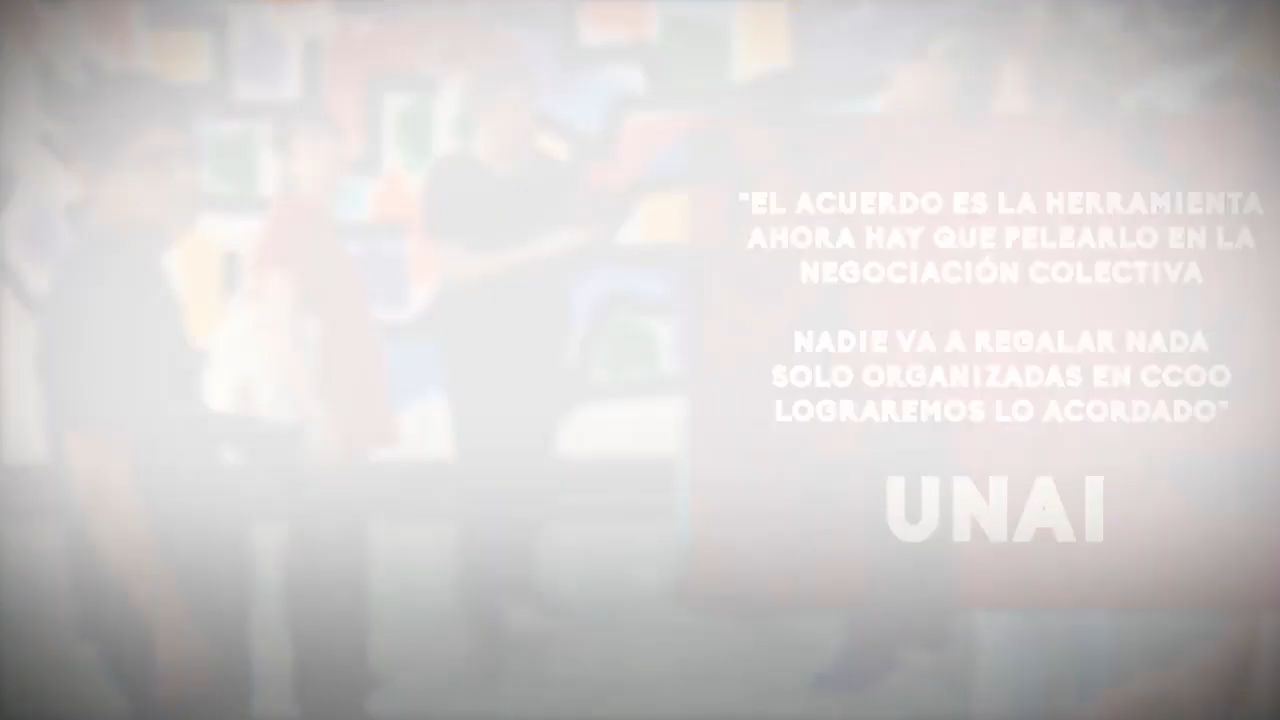 "EL ACUERDO ES LA HERRAMIENTA
AHORA HAY QUE PELEARLO EN LA
NEGOCIACIÓN COLECTIVA
NADIE VA A REGALAR NADA
SOLO ORGANIZADAS EN CCOO
LOGRAREMOS LO ACORDADO"
UNAI